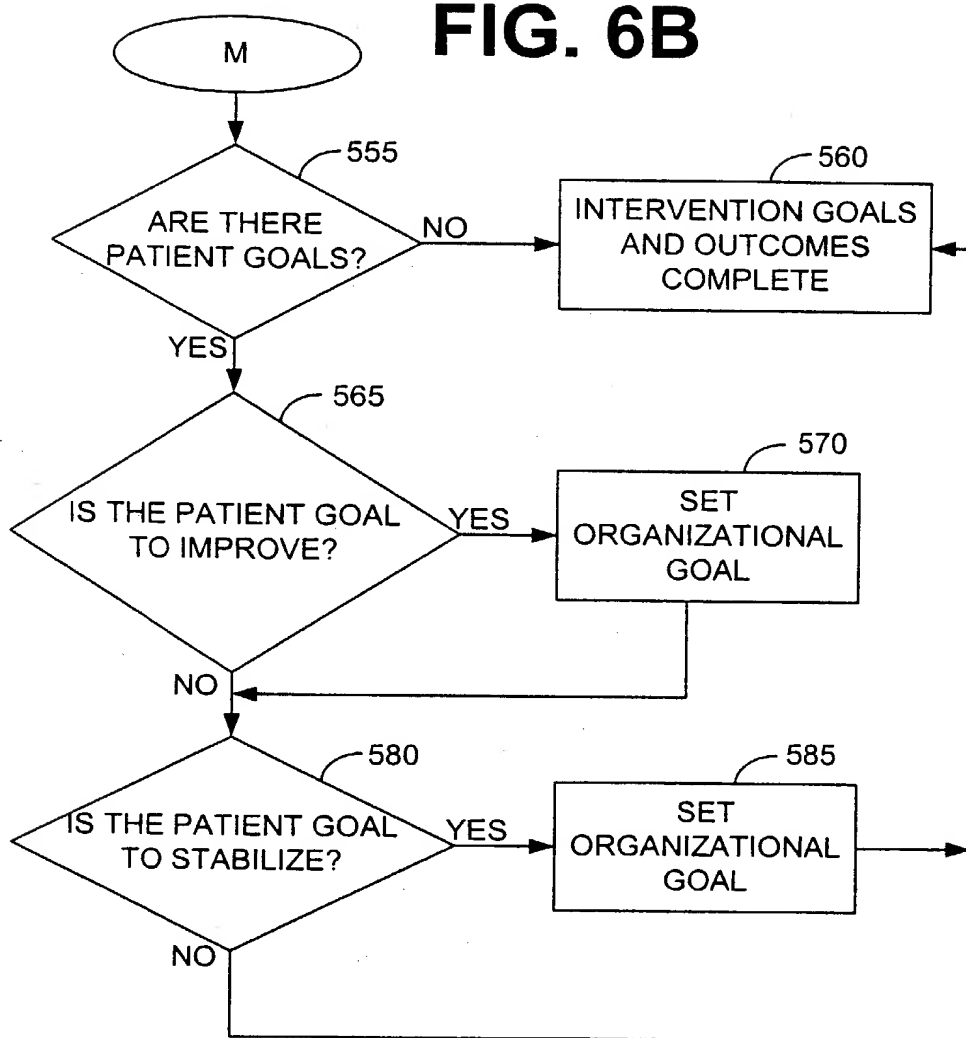 FIG. 6B
M
555
ARE THERE
PATIENT GOALS?
NO
560
INTERVENTION GOALS
AND OUTCOMES
COMPLETE
YES
565
IS THE PATIENT GOAL
TO IMPROVE?
YES
570
SET
ORGANIZATIONAL
GOAL
NO
580
IS THE PATIENT GOAL
TO STABILIZE?
YES
585
SET
ORGANIZATIONAL
GOAL
NO